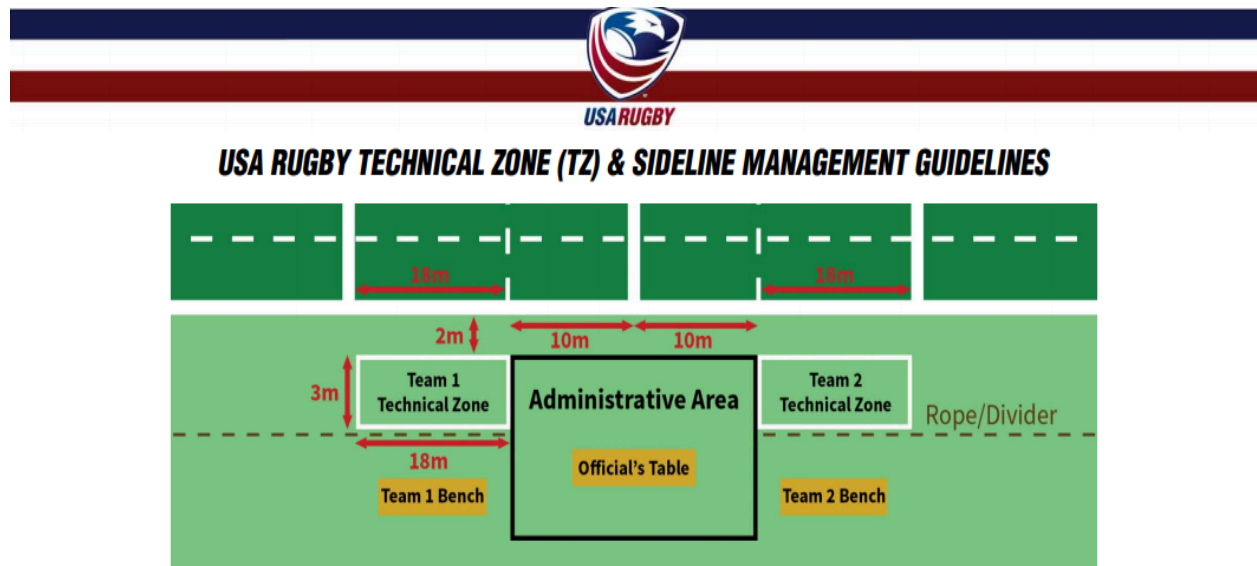 USA RUGBY
USA RUGBY TECHNICAL ZONE (TZ) & SIDELINE MANAGEMENT GUIDELINES
18m
18m
2m
10m
10m
3m
Team 1
Technical Zone
Administrative Area
Team 2
Technical Zone
Rope/Divider
18m
Official's Table
Team 1 Bench
Team 2 Bench